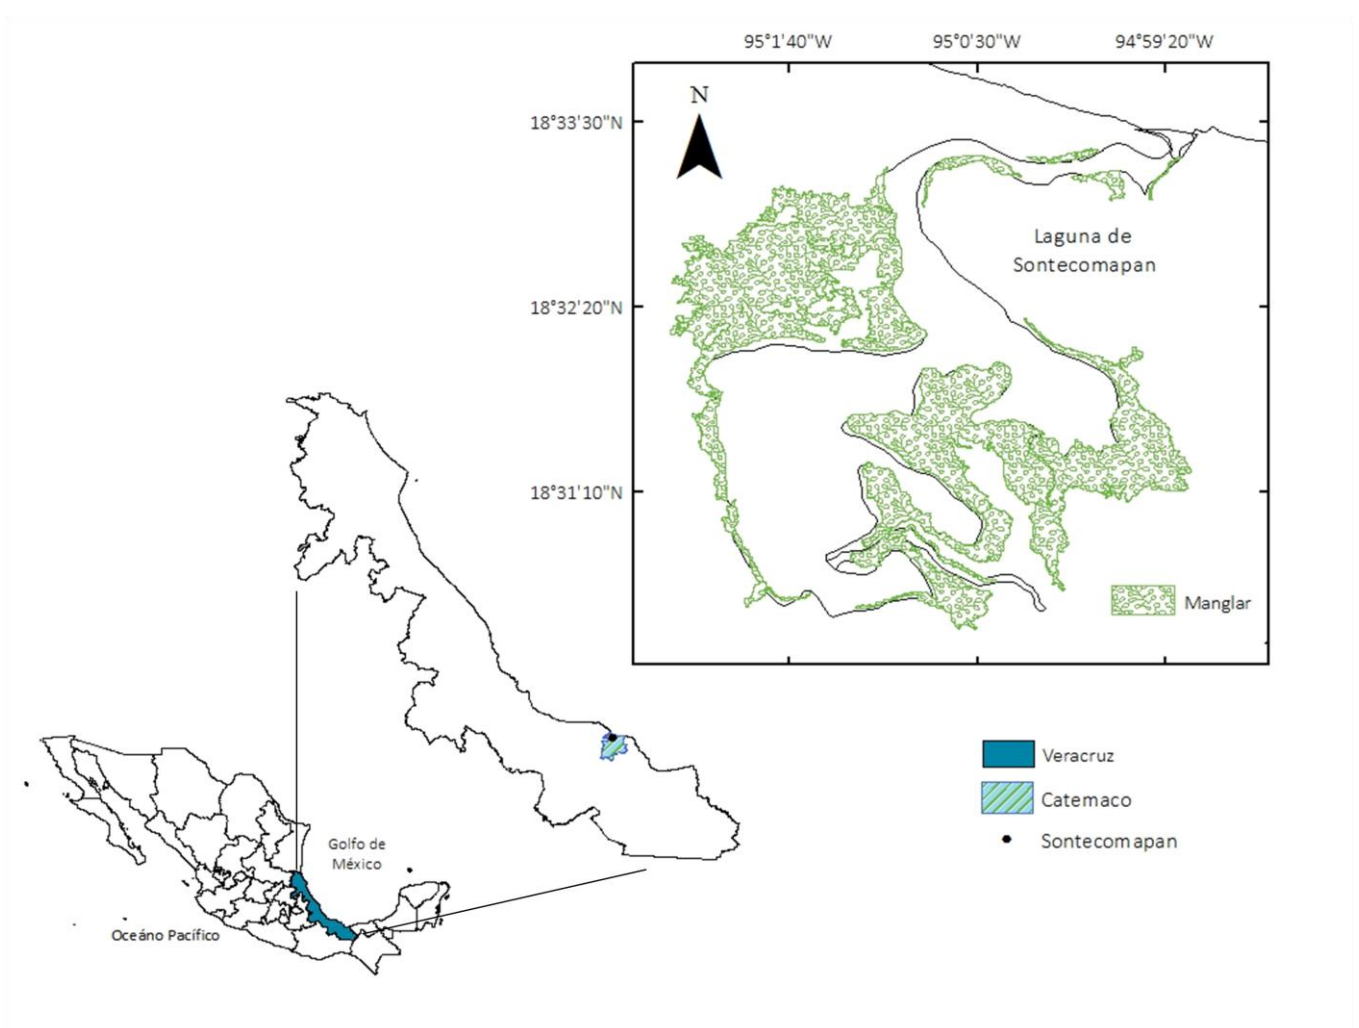 95°1'40"W
95°0'30"W
94°59'20"W
N
18°33'30"N
Laguna de
Sontecomapan
18°32'20"N
18°31'10"N
Manglar
Veracruz
Catemaco
Sontecomapan
Golfo de
México
Oceáno Pacífico